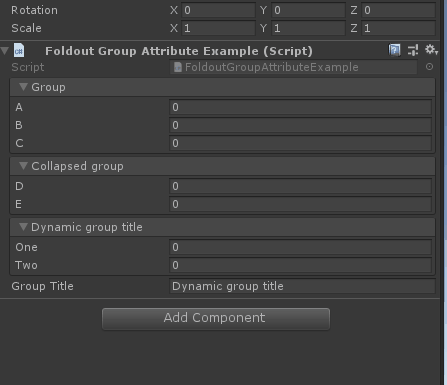 Rotation X 0 Y 0 Z 0
Scale X 1 Y 1 Z 1
Foldout Group Attribute Example (Script)
Script FoldoutGroupAttributeExample
Group
A 0
B 0
C 0
Collapsed group
D 0
E 0
Dynamic group title
One 0
Two 0
Group Title Dynamic group title
Add Component